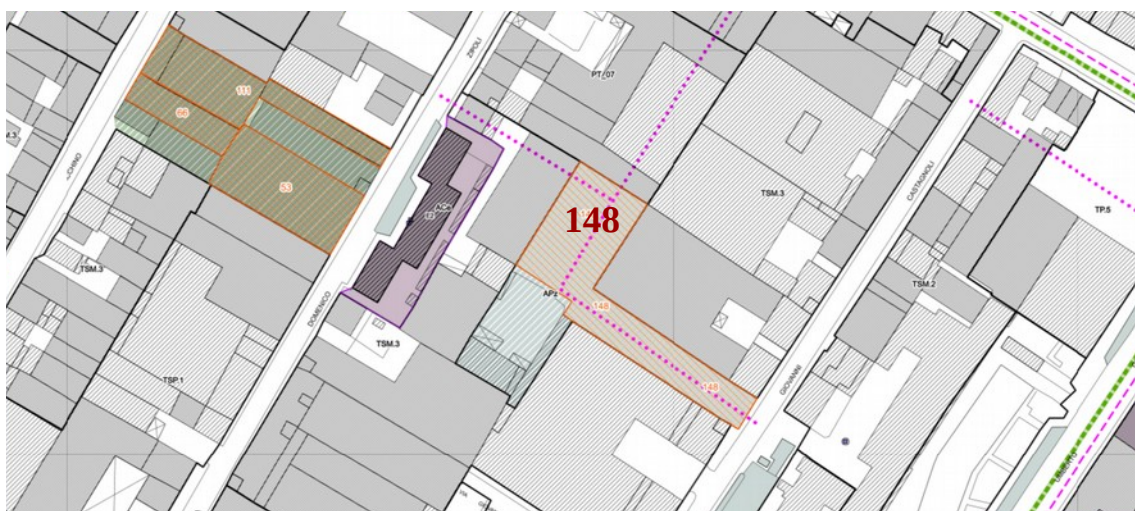 ZIPOLI
PT_07
111
66
53
148
TSM.3
CASTAGNOLI
TP.5
TSM.3
DOMENICO
APz
148
TSM.2
TSM.3
148
GIOVANNI
TSP.1